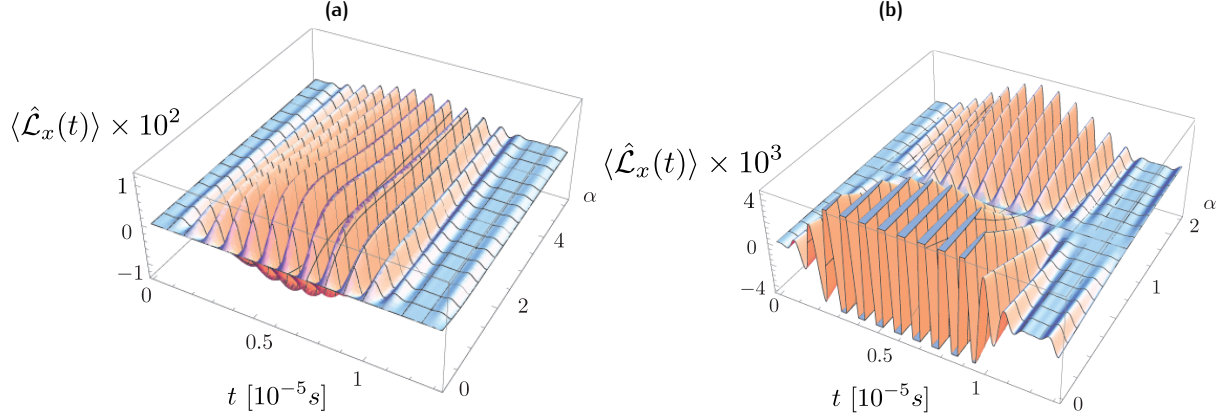 (a)
⟨ℒ̂ₓ(t)⟩ × 10²
1
0
−1
0
0.5
1
t [10⁻⁵s]
0
2
4
α
(b)
⟨ℒ̂ₓ(t)⟩ × 10³
4
0
−4
0
0.5
1
t [10⁻⁵s]
0
1
2
α